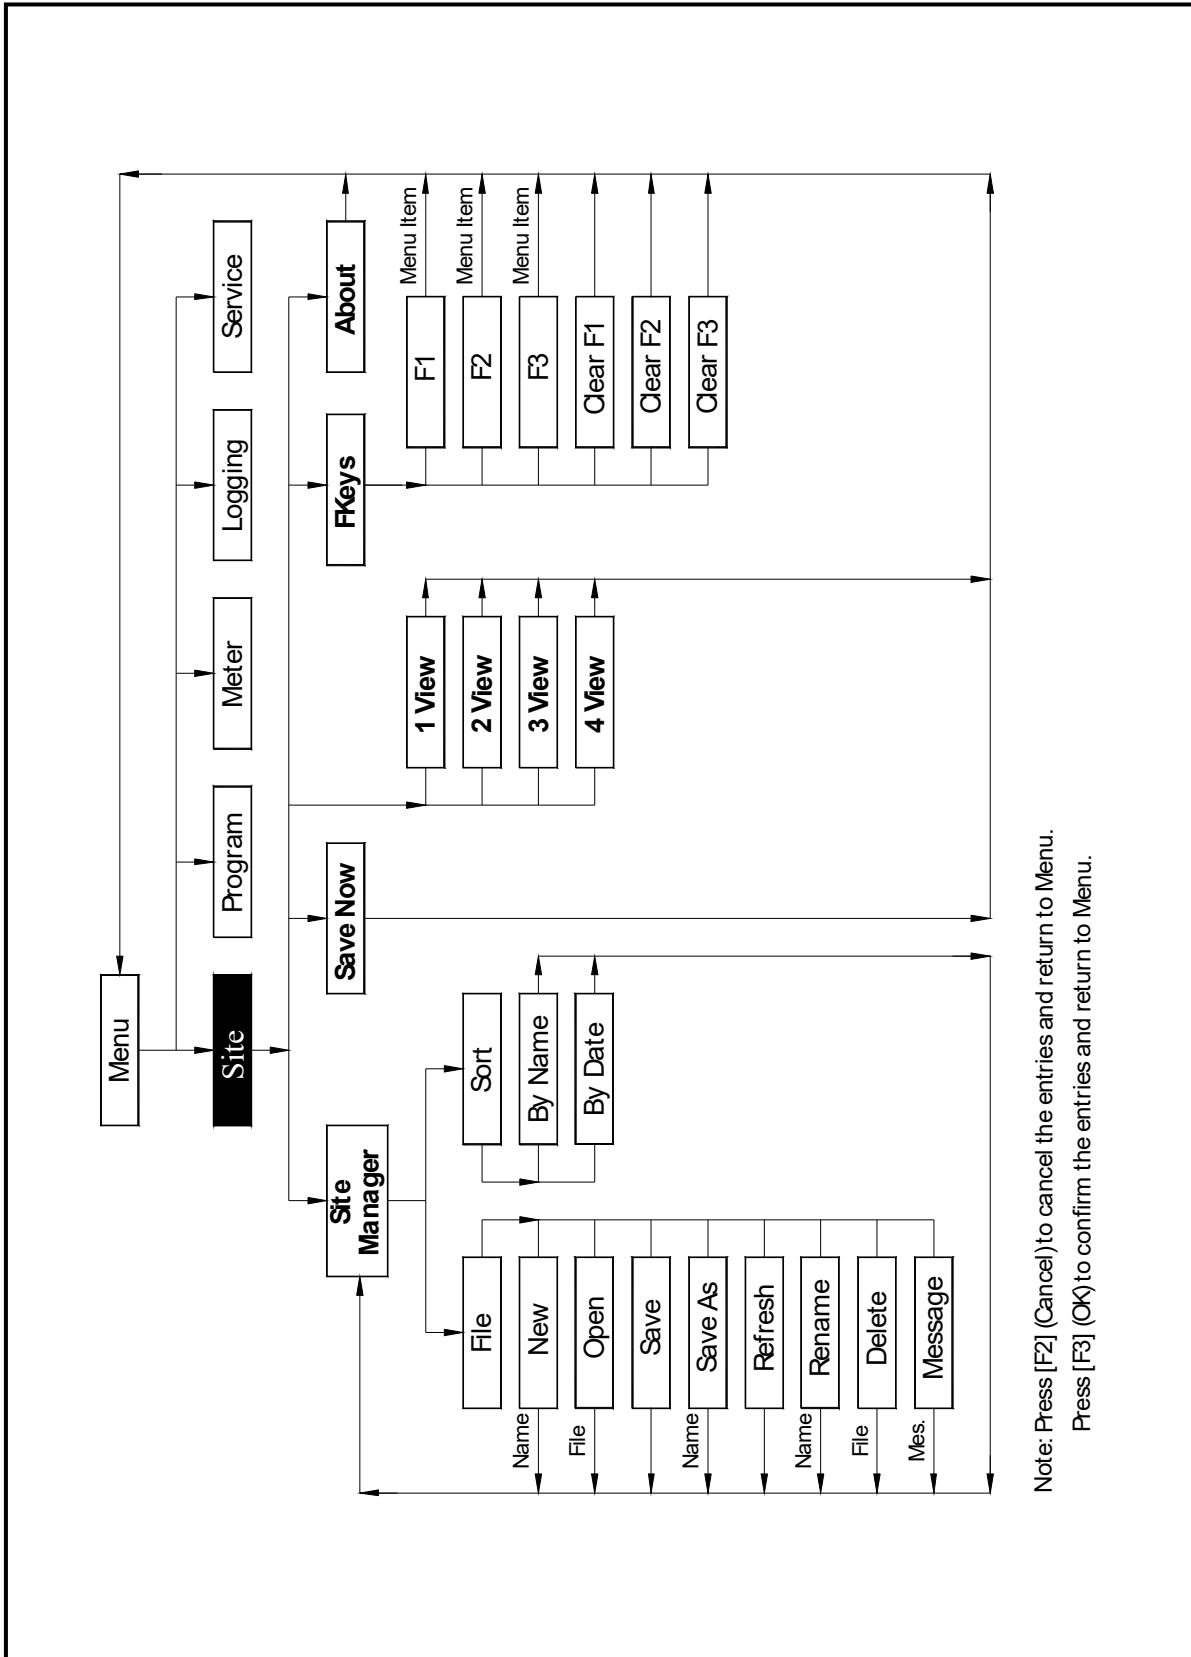 Menu
Site
Program
Meter
Logging
Service
Site
Manager
Save Now
FKeys
About
1 View
2 View
3 View
4 View
F1
Menu Item
F2
Menu Item
F3
Menu Item
Clear F1
Clear F2
Clear F3
File
New
Name
Open
File
Save
Save As
Name
Refresh
Rename
Name
Delete
File
Message
Mes.
Sort
By Name
By Date
Note: Press [F2] (Cancel) to cancel the entries and return to Menu.
Press [F3] (OK) to confirm the entries and return to Menu.